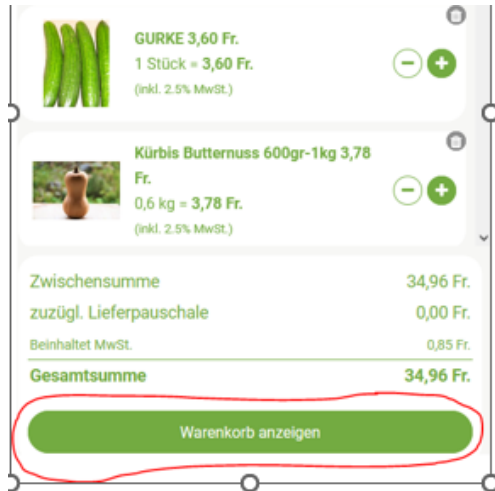 GURKE 3,60 Fr.
1 Stück = 3,60 Fr.
(inkl. 2.5% MwSt.)
Kürbis Butternuss 600gr-1kg 3,78
Fr.
0,6 kg = 3,78 Fr.
(inkl. 2.5% MwSt.)
Zwischensumme 34,96 Fr.
zuzügl. Lieferpauschale 0,00 Fr.
Beinhaltet MwSt. 0,85 Fr.
Gesamtsumme 34,96 Fr.
Warenkorb anzeigen